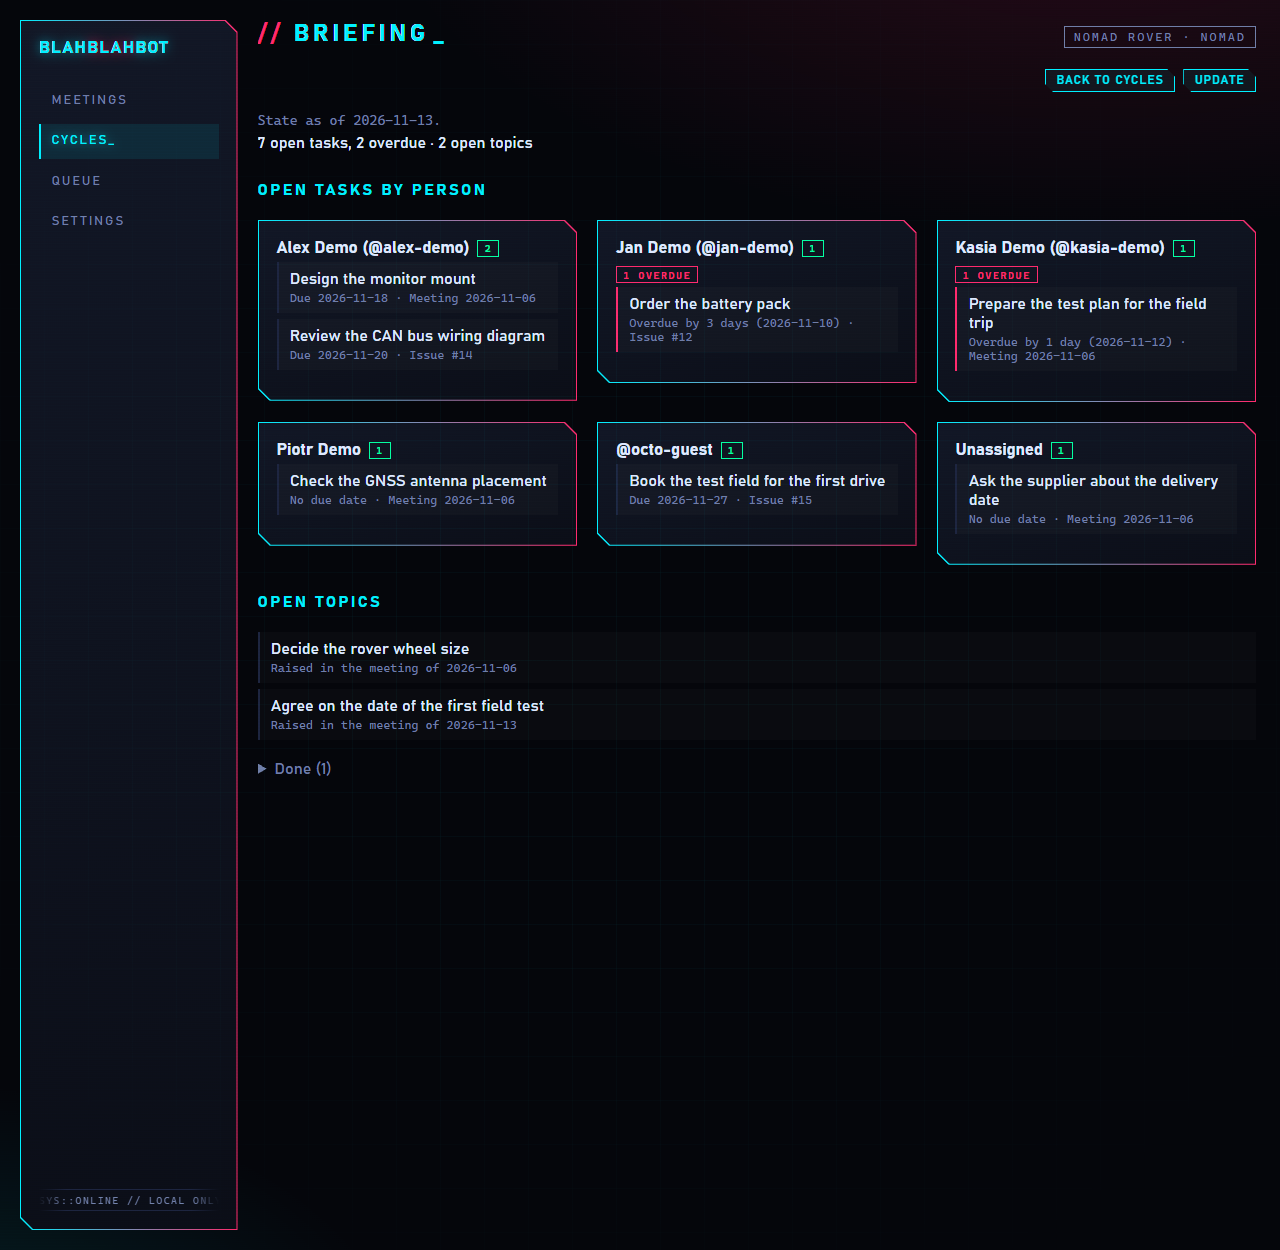 BLAHBLAHBOT
MEETINGS
CYCLES_
QUEUE
SETTINGS
SYS::ONLINE // LOCAL ONL
// BRIEFING_
NOMAD ROVER · NOMAD
BACK TO CYCLES
UPDATE
State as of 2026-11-13.
7 open tasks, 2 overdue · 2 open topics
OPEN TASKS BY PERSON
Alex Demo (@alex-demo) 2
Design the monitor mount
Due 2026-11-18 · Meeting 2026-11-06
Review the CAN bus wiring diagram
Due 2026-11-20 · Issue #14
Jan Demo (@jan-demo) 1
1 OVERDUE
Order the battery pack
Overdue by 3 days (2026-11-10) ·
Issue #12
Kasia Demo (@kasia-demo) 1
1 OVERDUE
Prepare the test plan for the field
trip
Overdue by 1 day (2026-11-12) ·
Meeting 2026-11-06
Piotr Demo 1
Check the GNSS antenna placement
No due date · Meeting 2026-11-06
@octo-guest 1
Book the test field for the first drive
Due 2026-11-27 · Issue #15
Unassigned 1
Ask the supplier about the delivery
date
No due date · Meeting 2026-11-06
OPEN TOPICS
Decide the rover wheel size
Raised in the meeting of 2026-11-06
Agree on the date of the first field test
Raised in the meeting of 2026-11-13
Done (1)